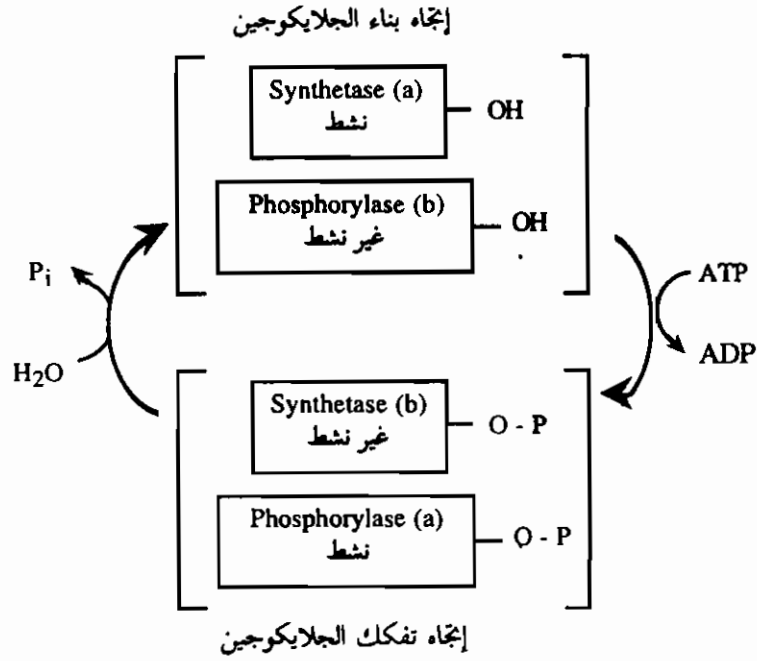 إتجاه بناء الجلايكوجين
Synthetase (a)
نشط
OH
Phosphorylase (b)
غير نشط
OH
Pi
H2O
ATP
ADP
Synthetase (b)
غير نشط
O - P
Phosphorylase (a)
نشط
O - P
إتجاه تفكك الجلايكوجين